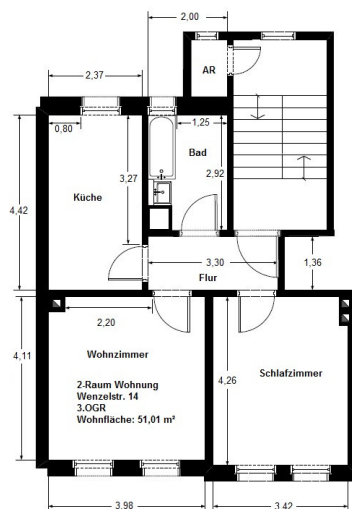 2,00
AR
2,37
0,80
1,25
Bad
3,27
2,92
Küche
4,42
3,30
1,36
Flur
2,20
4,11
Wohnzimmer
4,26
Schlafzimmer
2-Raum Wohnung
Wenzelstr. 14
3.OGR
Wohnfläche: 51,01 m²
3,98
3,42